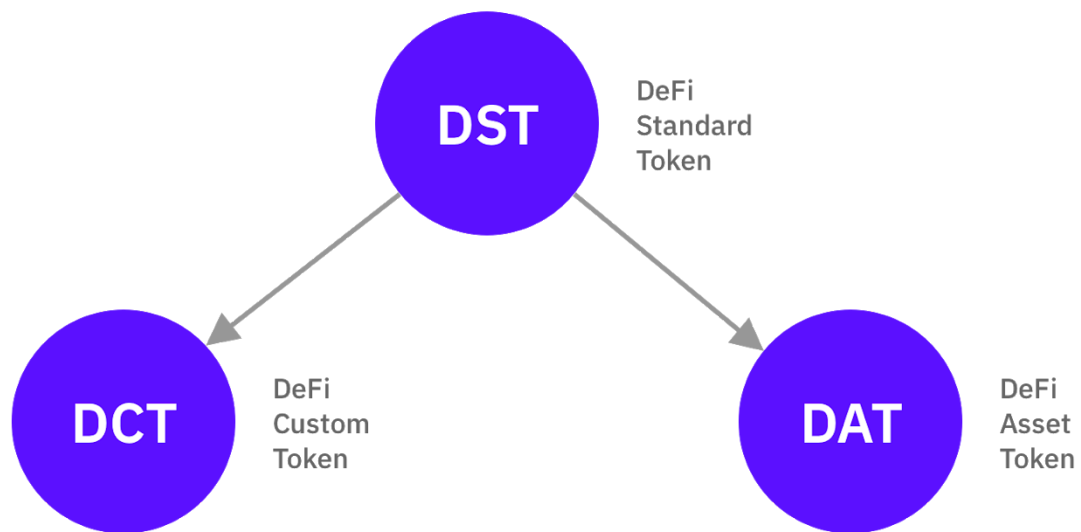 DST
DeFi
Standard
Token
DCT
DeFi
Custom
Token
DAT
DeFi
Asset
Token